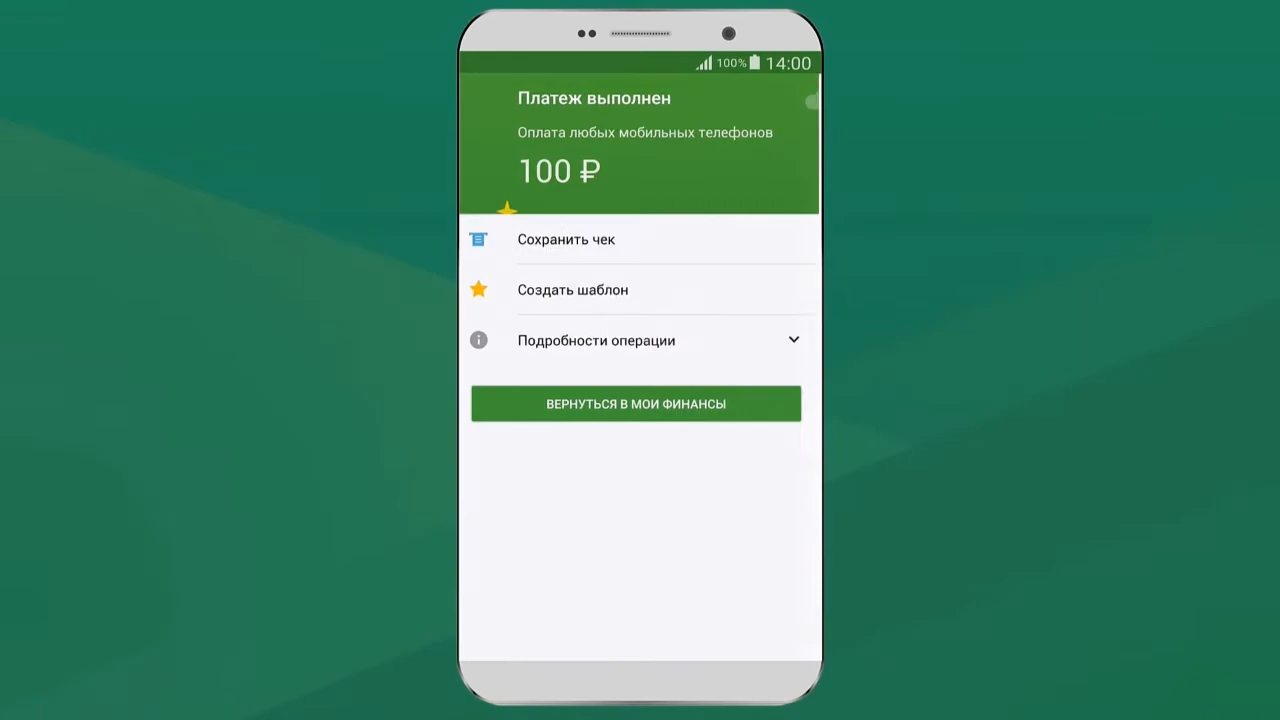 100% 14:00
Платеж выполнен
Оплата любых мобильных телефонов
100 ₽
Сохранить чек
Создать шаблон
Подробности операции
ВЕРНУТЬСЯ В МОИ ФИНАНСЫ